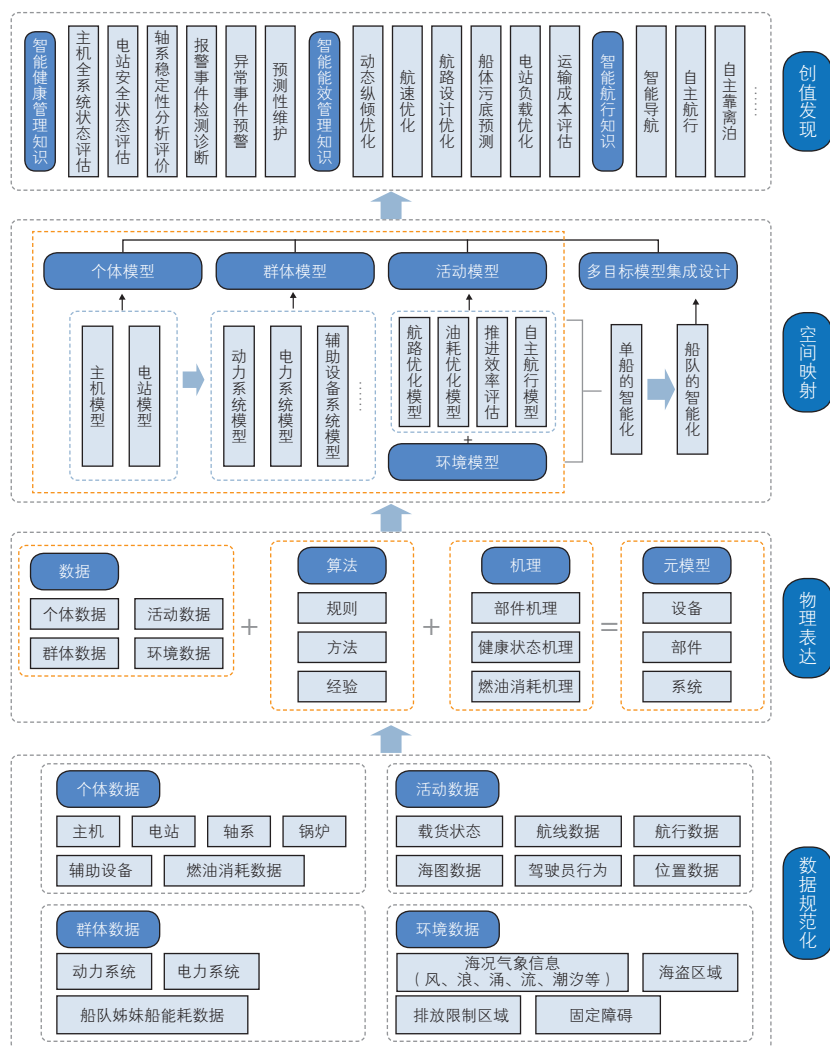 智能健康管理知识
主机全系统状态评估
电站安全状态评估
轴系稳定性分析评价
报警事件检测诊断
异常事件预警
预测性维护
智能能效管理知识
动态纵倾优化
航速优化
航路设计优化
船体污底预测
电站负载优化
运输成本评估
智能航行知识
智能导航
自主航行
自主靠离泊
……
创值发现
个体模型
群体模型
活动模型
多目标模型集成设计
主机模型
电站模型
动力系统模型
电力系统模型
辅助设备系统模型
……
航路优化模型
油耗优化模型
推进效率评估
自主航行模型
+
环境模型
单船的智能化
船队的智能化
空间映射
数据
个体数据
活动数据
群体数据
环境数据
+
算法
规则
方法
经验
+
机理
部件机理
健康状态机理
燃油消耗机理
=
元模型
设备
部件
系统
物理表达
个体数据
主机
电站
轴系
锅炉
辅助设备
燃油消耗数据
活动数据
载货状态
航线数据
航行数据
海图数据
驾驶员行为
位置数据
群体数据
动力系统
电力系统
船队姊妹船能耗数据
环境数据
海况气象信息
（风、浪、涌、流、潮汐等）
海盗区域
排放限制区域
固定障碍
数据规范化